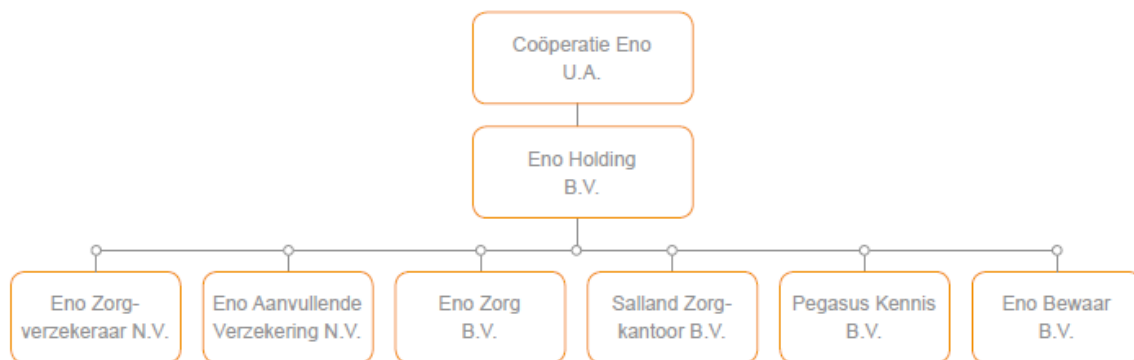 Coöperatie Eno
U.A.
Eno Holding
B.V.
Eno Zorg-
verzekeraar N.V.
Eno Aanvullende
Verzekering N.V.
Eno Zorg
B.V.
Salland Zorg-
kantoor B.V.
Pegasus Kennis
B.V.
Eno Bewaar
B.V.